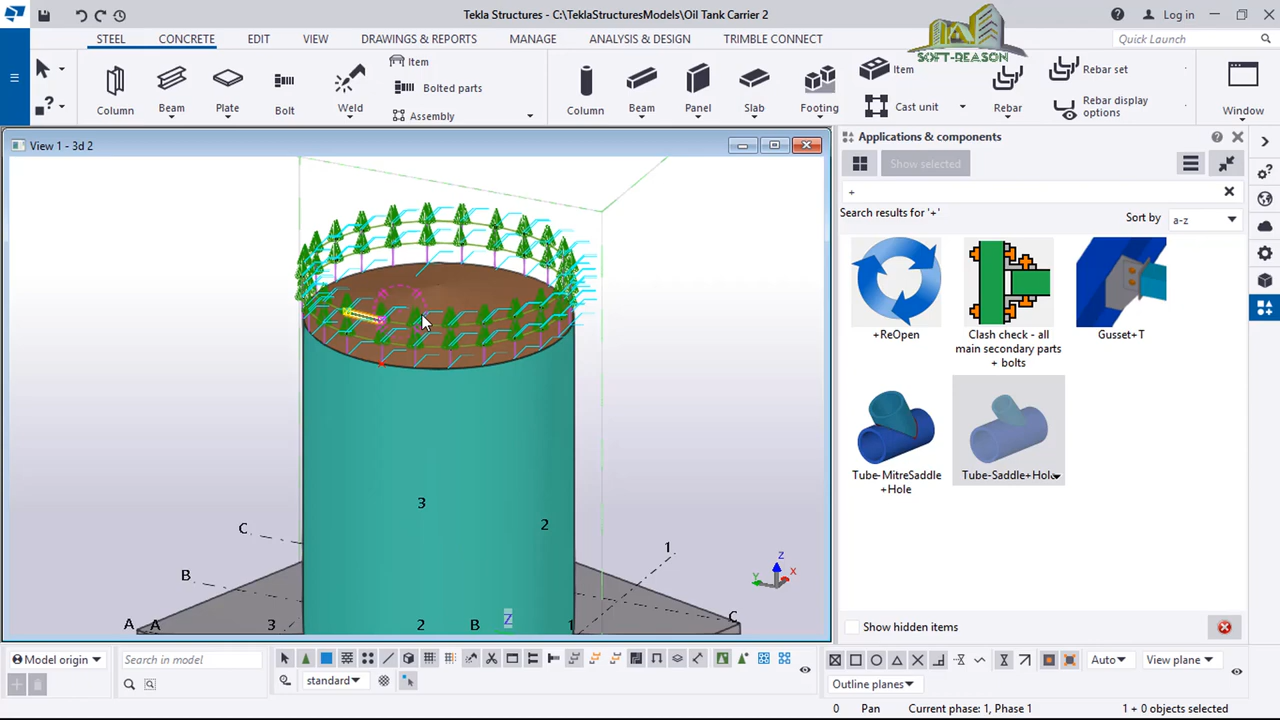 Tekla Structures - C:\TeklaStructuresModels\Oil Tank Carrier 2
Log in
STEEL CONCRETE EDIT VIEW DRAWINGS & REPORTS MANAGE ANALYSIS & DESIGN TRIMBLE CONNECT
Quick Launch
SOFT-REASON
Column Beam Plate Bolt Weld
Item
Bolted parts
Assembly
Column Beam Panel Slab Footing
Item
Cast unit
Rebar
Rebar set
Rebar display
options
Window
View 1 - 3d 2
Applications & components
Show selected
+
Search results for '+'
Sort by
a-z
+ReOpen
Clash check - all
main secondary parts
+ bolts
Gusset+T
Tube-MitreSaddle
+Hole
Tube-Saddle+Hole
Show hidden items
3
2
C
1
B
A A 3 2 B Z 1 C
Z
Y X
Model origin
Search in model
standard
Auto
View plane
Outline planes
0 Pan Current phase: 1, Phase 1 1 + 0 objects selected